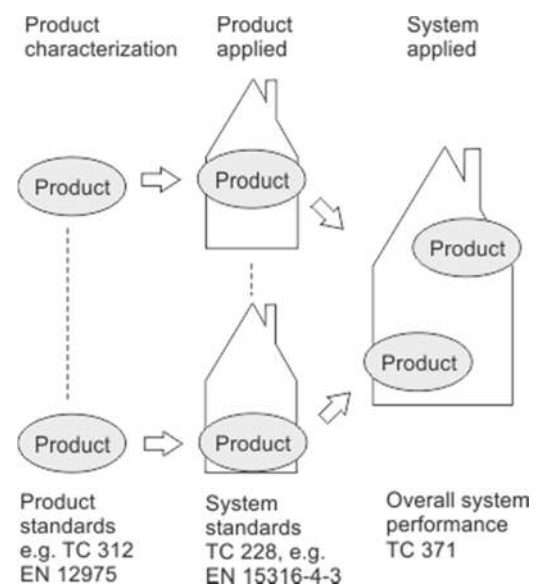 Product
characterization
Product
applied
System
applied
Product
Product
Product
Product
Product
Product
Product
standards
e.g. TC 312
EN 12975
System
standards
TC 228, e.g.
EN 15316-4-3
Overall system
performance
TC 371